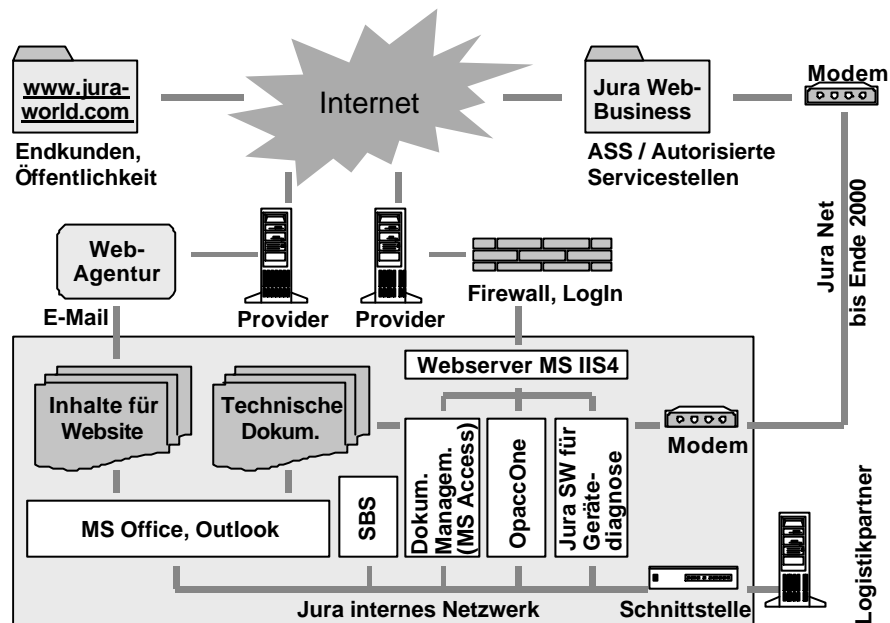 www.jura-
world.com
Internet
Jura Web-
Business
Modem
Endkunden,
Öffentlichkeit
ASS / Autorisierte
Servicestellen
Jura Net
bis Ende 2000
Web-
Agentur
Provider
Provider
Firewall, LogIn
E-Mail
Webserver MS IIS4
Inhalte für
Website
Technische
Dokum.
Modem
MS Office, Outlook
SBS
Dokum.
Managem.
(MS Access)
OpaccOne
Jura SW für
Geräte-
diagnose
Logistikpartner
Jura internes Netzwerk
Schnittstelle